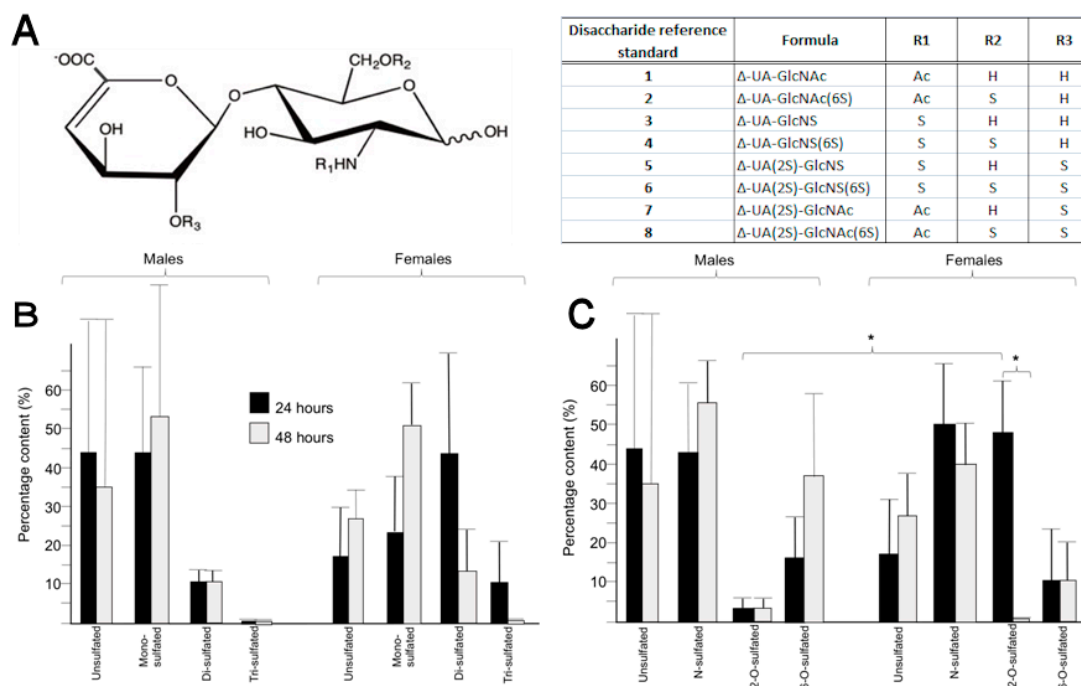 A
⁻OOC
O
OH
OR₃
O
CH₂OR₂
O
HO
R₁HN
OH
Disaccharide reference standard Formula R1 R2 R3
1 Δ-UA-GlcNAc Ac H H
2 Δ-UA-GlcNAc(6S) Ac S H
3 Δ-UA-GlcNS S H H
4 Δ-UA-GlcNS(6S) S S H
5 Δ-UA(2S)-GlcNS S H S
6 Δ-UA(2S)-GlcNS(6S) S S S
7 Δ-UA(2S)-GlcNAc Ac H S
8 Δ-UA(2S)-GlcNAc(6S) Ac S S
B
Males Females
Percentage content (%)
60
50
40
30
20
10
24 hours
48 hours
Unsulfated
Mono-
sulfated
Di-sulfated
Tri-sulfated
Unsulfated
Mono
sulfated
Di-sulfated
Tri-sulfated
C
Males Females
* *
Percentage content (%)
60
50
40
30
20
10
Unsulfated
N-sulfated
2-O-sulfated
6-O-sulfated
Unsulfated
N-sulfated
2-O-sulfated
6-O-sulfated